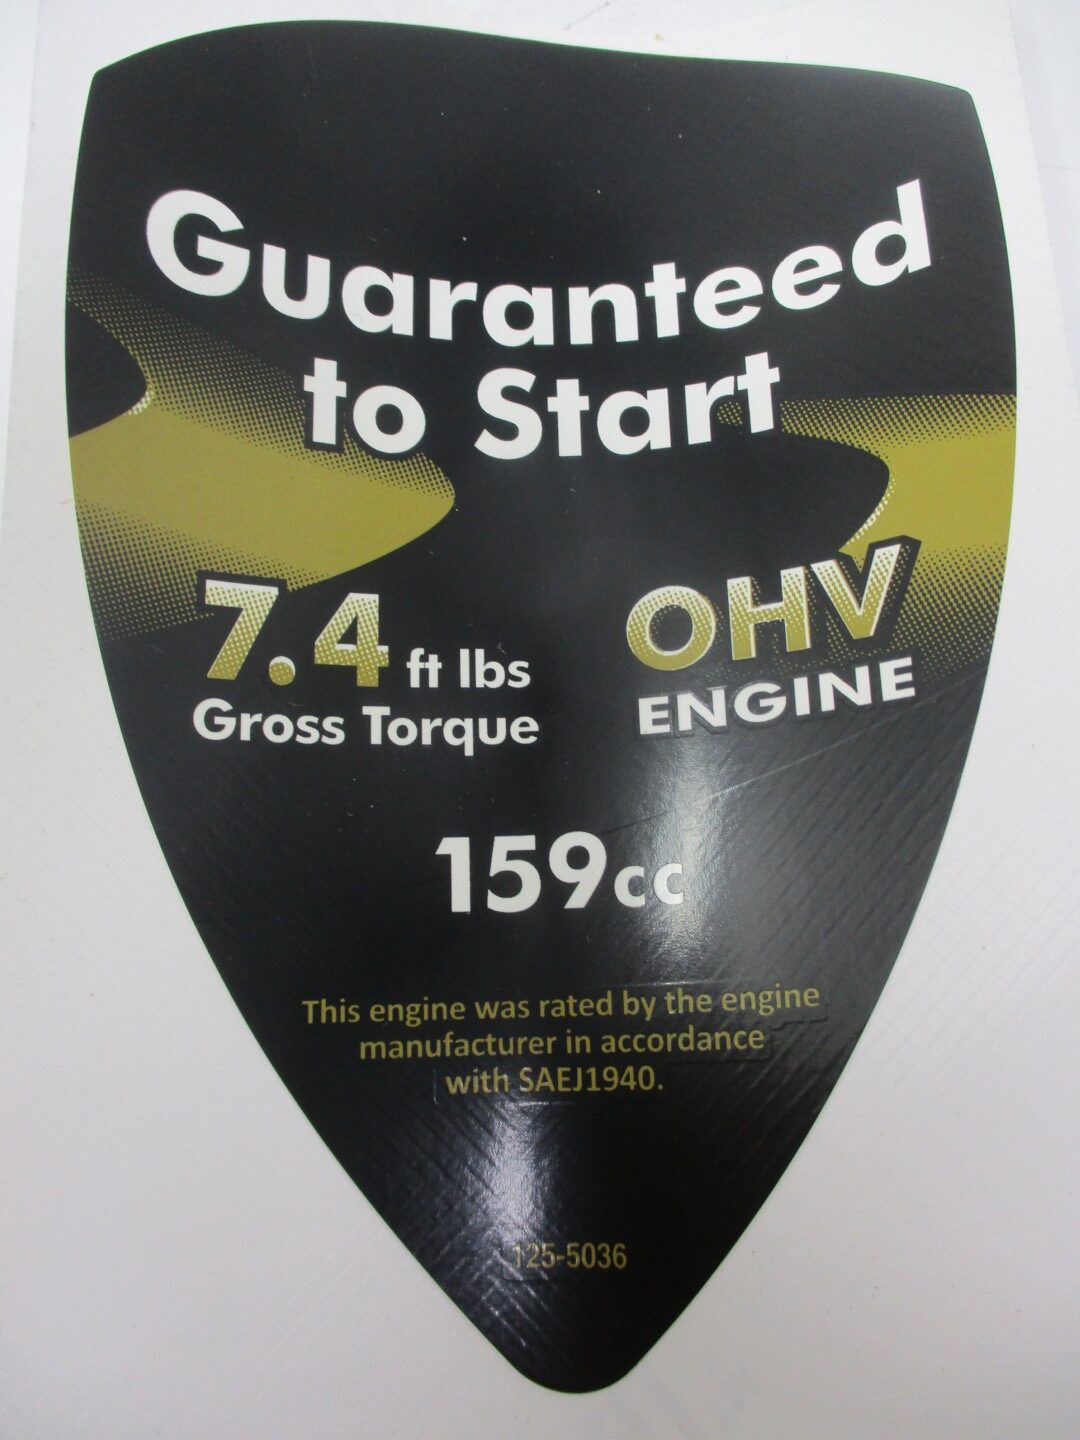 Guaranteed
to Start
7.4 ft lbs
Gross Torque
OHV
ENGINE
159cc
This engine was rated by the engine
manufacturer in accordance
with SAEJ1940.
125-5036